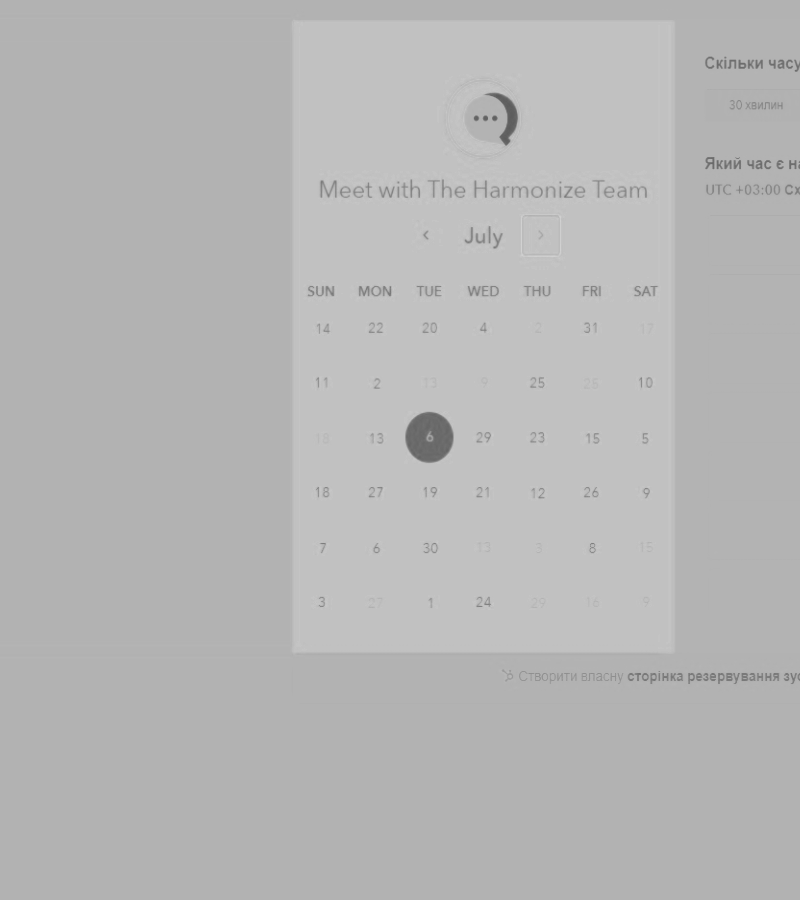 Скільки часу
30 хвилин
Який час є на
UTC +03:00 Сх
Meet with The Harmonize Team
July
SUN MON TUE WED THU FRI SAT
14 22 20 4 2 31 17
11 2 13 9 25 25 10
18 13 6 29 23 15 5
18 27 19 21 12 26 9
7 6 30 13 3 8 15
3 27 1 24 29 16 9
Створити власну сторінка резервування зус